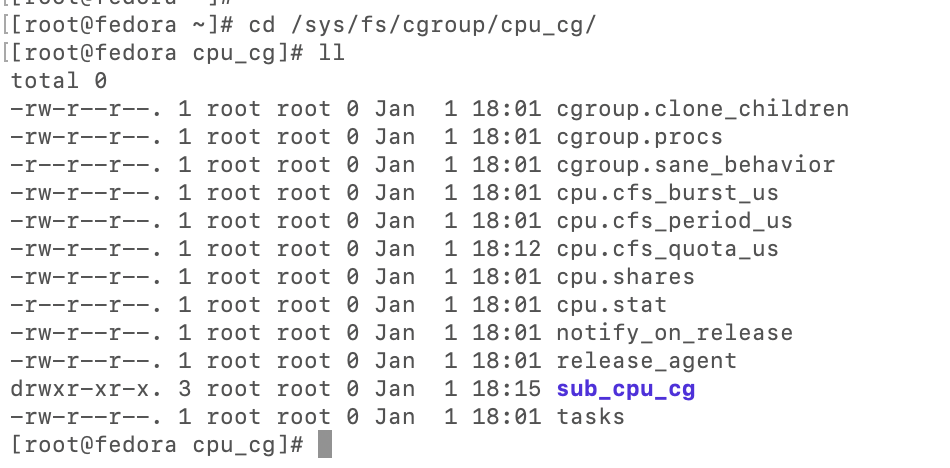 [[root@fedora ~]#
[[root@fedora ~]# cd /sys/fs/cgroup/cpu_cg/
[[root@fedora cpu_cg]# ll
total 0
-rw-r--r--. 1 root root 0 Jan  1 18:01 cgroup.clone_children
-rw-r--r--. 1 root root 0 Jan  1 18:01 cgroup.procs
-r--r--r--. 1 root root 0 Jan  1 18:01 cgroup.sane_behavior
-rw-r--r--. 1 root root 0 Jan  1 18:01 cpu.cfs_burst_us
-rw-r--r--. 1 root root 0 Jan  1 18:01 cpu.cfs_period_us
-rw-r--r--. 1 root root 0 Jan  1 18:12 cpu.cfs_quota_us
-rw-r--r--. 1 root root 0 Jan  1 18:01 cpu.shares
-r--r--r--. 1 root root 0 Jan  1 18:01 cpu.stat
-rw-r--r--. 1 root root 0 Jan  1 18:01 notify_on_release
-rw-r--r--. 1 root root 0 Jan  1 18:01 release_agent
drwxr-xr-x. 3 root root 0 Jan  1 18:15 sub_cpu_cg
-rw-r--r--. 1 root root 0 Jan  1 18:01 tasks
[root@fedora cpu_cg]#